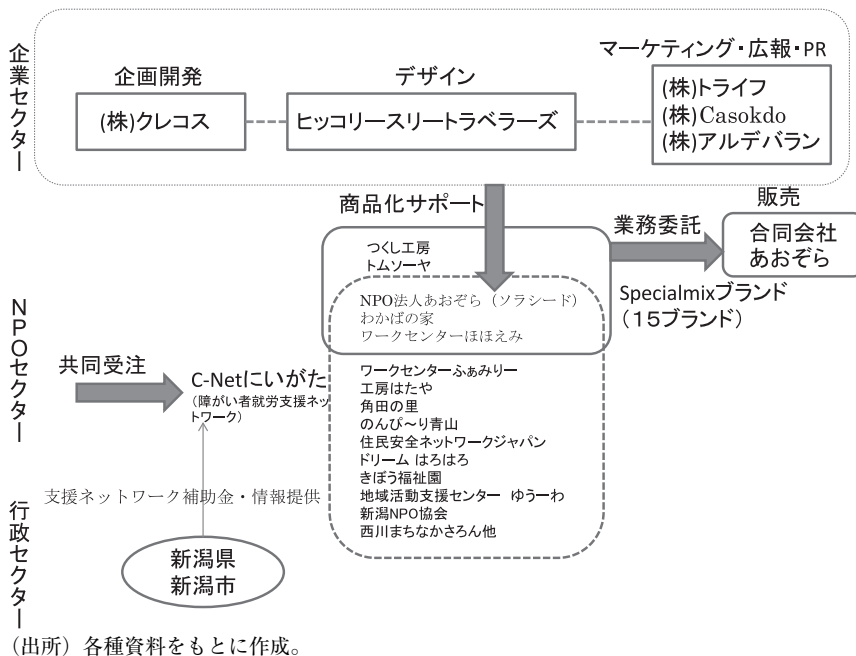 企業セクター
マーケティング・広報・PR
企画開発
デザイン
(株)クレコス
ヒッコリースリートラベラーズ
(株)トライフ
(株)Casokdo
(株)アルデバラン
商品化サポート
業務委託
販売
合同会社
あおぞら
つくし工房
トムソーヤ
Specialmixブランド
(15ブランド)
NPO法人あおぞら（ソラシード）
わかばの家
ワークセンターほほえみ
NPOセクター
共同受注
C-Netにいがた
（障がい者就労支援ネッ
トワーク）
ワークセンターふぁみりー
工房はたや
角田の里
のんぴ～り青山
住民安全ネットワークジャパン
ドリーム はろはろ
きぼう福祉園
地域活動支援センター　ゆうーわ
新潟NPO協会
西川まちなかさろん他
支援ネットワーク補助金・情報提供
行政セクター
新潟県
新潟市
（出所）各種資料をもとに作成。